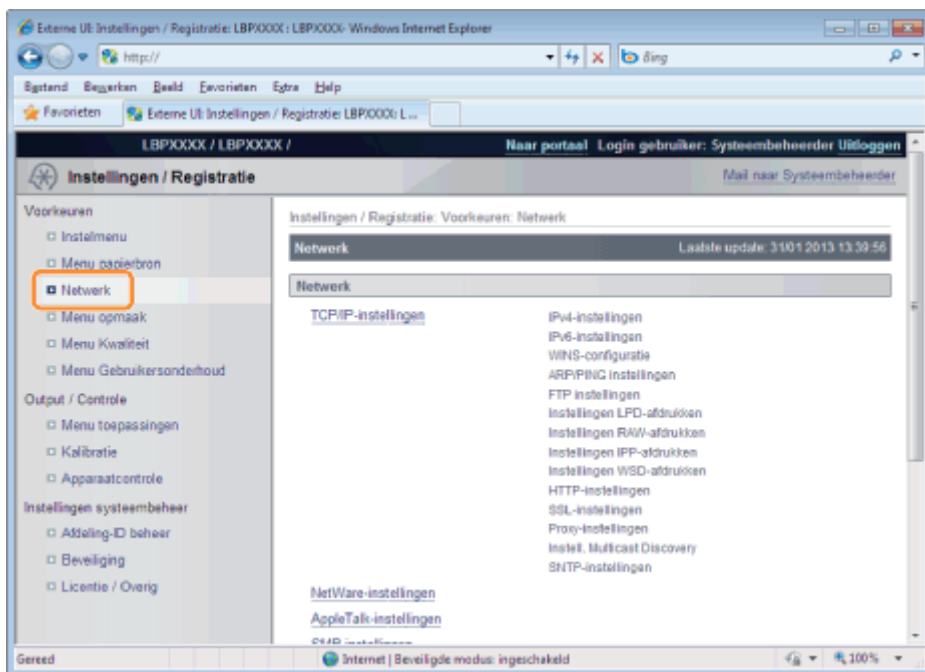 Externe UI: Instellingen / Registratie: LBPXXXX : LBPXXXX- Windows Internet Explorer
http://
Bing
Bestand Bewerken Beeld Favorieten Extra Help
Favorieten
Externe UI: Instellingen / Registratie: LBPXXXX: L...
LBPXXXX / LBPXXXX /
Naar portaal Login gebruiker: Systeembeheerder Uitloggen
Instellingen / Registratie
Mail naar Systeembeheerder
Voorkeuren
Instelmenu
Menu papierbron
Netwerk
Menu opmaak
Menu Kwaliteit
Menu Gebruikersonderhoud
Output / Controle
Menu toepassingen
Kalibratie
Apparaatcontrole
Instellingen systeembeheer
Afdeling-ID beheer
Beveiliging
Licentie / Overig
Instellingen / Registratie: Voorkeuren: Netwerk
Netwerk
Laatste update: 31/01 2013 13:39:56
Netwerk
TCP/IP-instellingen
IPv4-instellingen
IPv6-instellingen
WINS-configuratie
ARP/PING instellingen
FTP instellingen
Instellingen LPD-afdrukken
Instellingen RAW-afdrukken
Instellingen IPP-afdrukken
Instellingen WSD-afdrukken
HTTP-instellingen
SSL-instellingen
Proxy-instellingen
Instell. Multicast Discovery
SNTP-instellingen
NetWare-instellingen
AppleTalk-instellingen
SMB-instellingen
Gereed
Internet | Beveiligde modus: ingeschakeld
100%